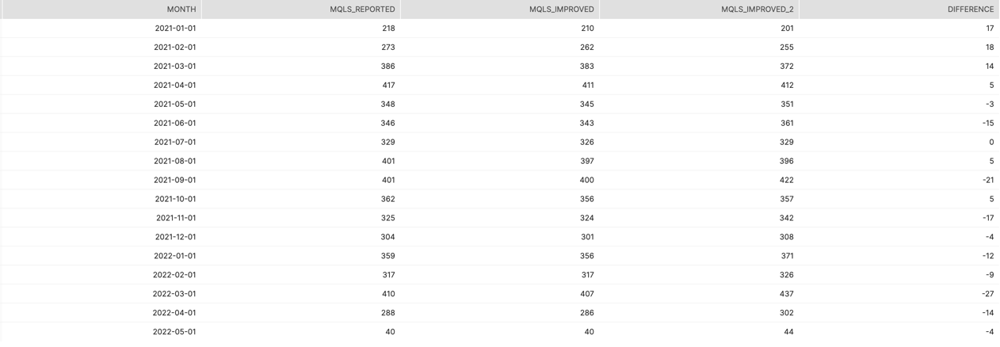 MONTH MQLS_REPORTED MQLS_IMPROVED MQLS_IMPROVED_2 DIFFERENCE
2021-01-01 218 210 201 17
2021-02-01 273 262 255 18
2021-03-01 386 383 372 14
2021-04-01 417 411 412 5
2021-05-01 348 345 351 -3
2021-06-01 346 343 361 -15
2021-07-01 329 326 329 0
2021-08-01 401 397 396 5
2021-09-01 401 400 422 -21
2021-10-01 362 356 357 5
2021-11-01 325 324 342 -17
2021-12-01 304 301 308 -4
2022-01-01 359 356 371 -12
2022-02-01 317 317 326 -9
2022-03-01 410 407 437 -27
2022-04-01 288 286 302 -14
2022-05-01 40 40 44 -4